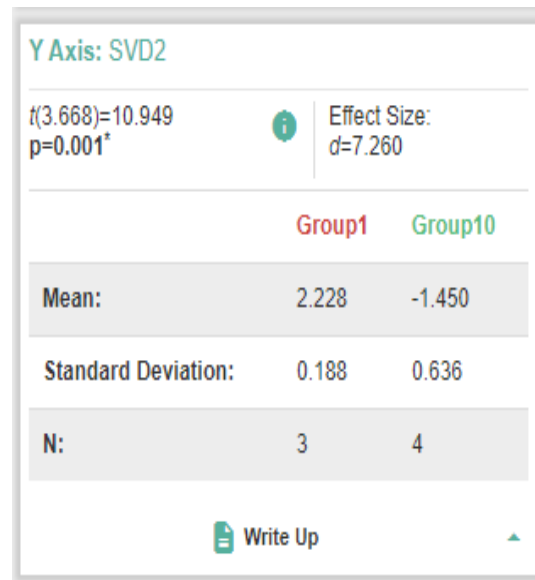 Y Axis: SVD2
t(3.668)=10.949
p=0.001*
Effect Size:
d=7.260
Group1 Group10
Mean: 2.228 -1.450
Standard Deviation: 0.188 0.636
N: 3 4
Write Up